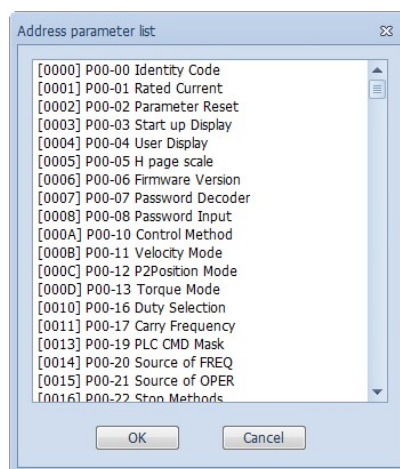 Address parameter list
[0000] P00-00 Identity Code
[0001] P00-01 Rated Current
[0002] P00-02 Parameter Reset
[0003] P00-03 Start up Display
[0004] P00-04 User Display
[0005] P00-05 H page scale
[0006] P00-06 Firmware Version
[0007] P00-07 Password Decoder
[0008] P00-08 Password Input
[000A] P00-10 Control Method
[000B] P00-11 Velocity Mode
[000C] P00-12 P2Position Mode
[000D] P00-13 Torque Mode
[0010] P00-16 Duty Selection
[0011] P00-17 Carry Frequency
[0013] P00-19 PLC CMD Mask
[0014] P00-20 Source of FREQ
[0015] P00-21 Source of OPER
[0016] P00-22 Stop Methods
OK
Cancel